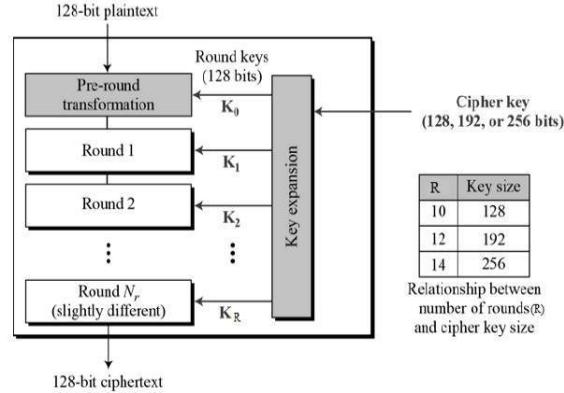 128-bit plaintext
Round keys
(128 bits)
Pre-round
transformation
K0
Cipher key
(128, 192, or 256 bits)
Round 1
K1
Key expansion
Round 2
K2
R Key size
10 128
12 192
14 256
Relationship between
number of rounds(R)
and cipher key size
Round Nr
(slightly different)
KR
128-bit ciphertext